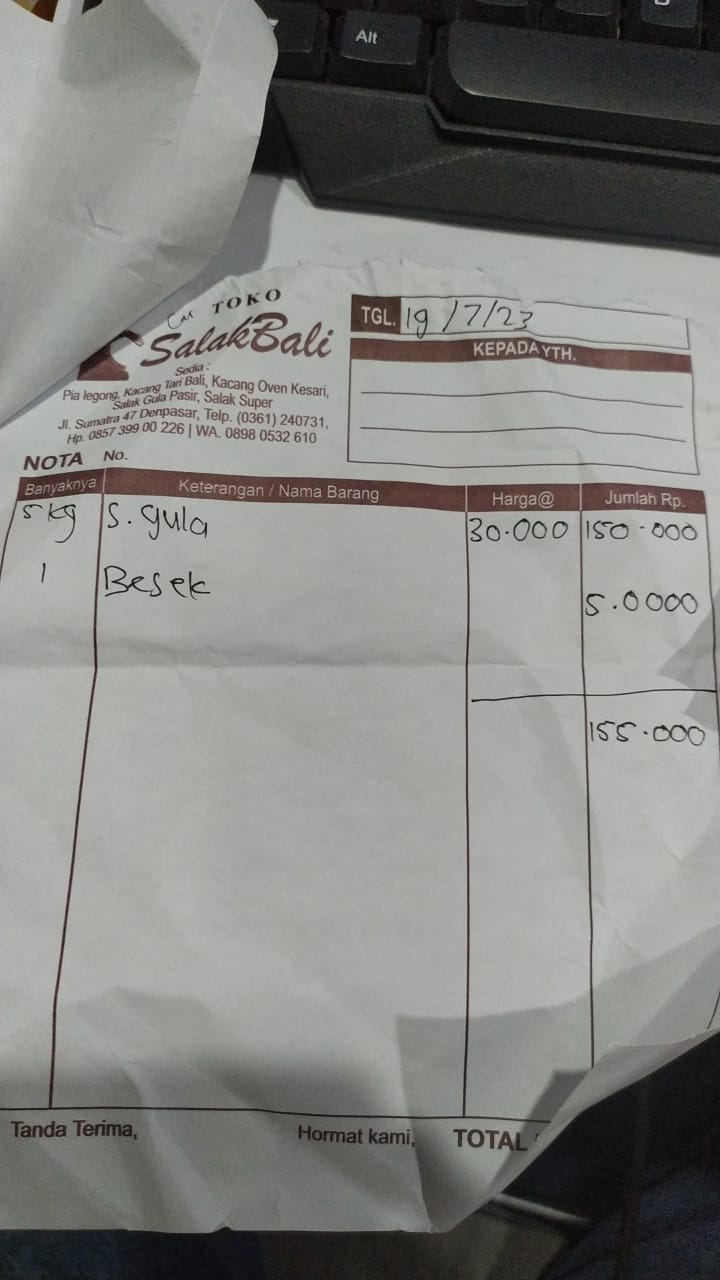 Alt
TOKO
SalakBali
Sedia :
Pia legong, Kacang Tari Bali, Kacang Oven Kesari,
Salak Gula Pasir, Salak Super
Jl. Sumatra 47 Denpasar, Telp. (0361) 240731,
Hp. 0857 399 00 226 | WA. 0898 0532 610
TGL. 19/7/23
KEPADA YTH.
NOTA No.
Banyaknya Keterangan / Nama Barang Harga@ Jumlah Rp.
5 kg S. gula 30.000 150.000
1 Besek 5.0000
155.000
Tanda Terima, Hormat kami, TOTAL